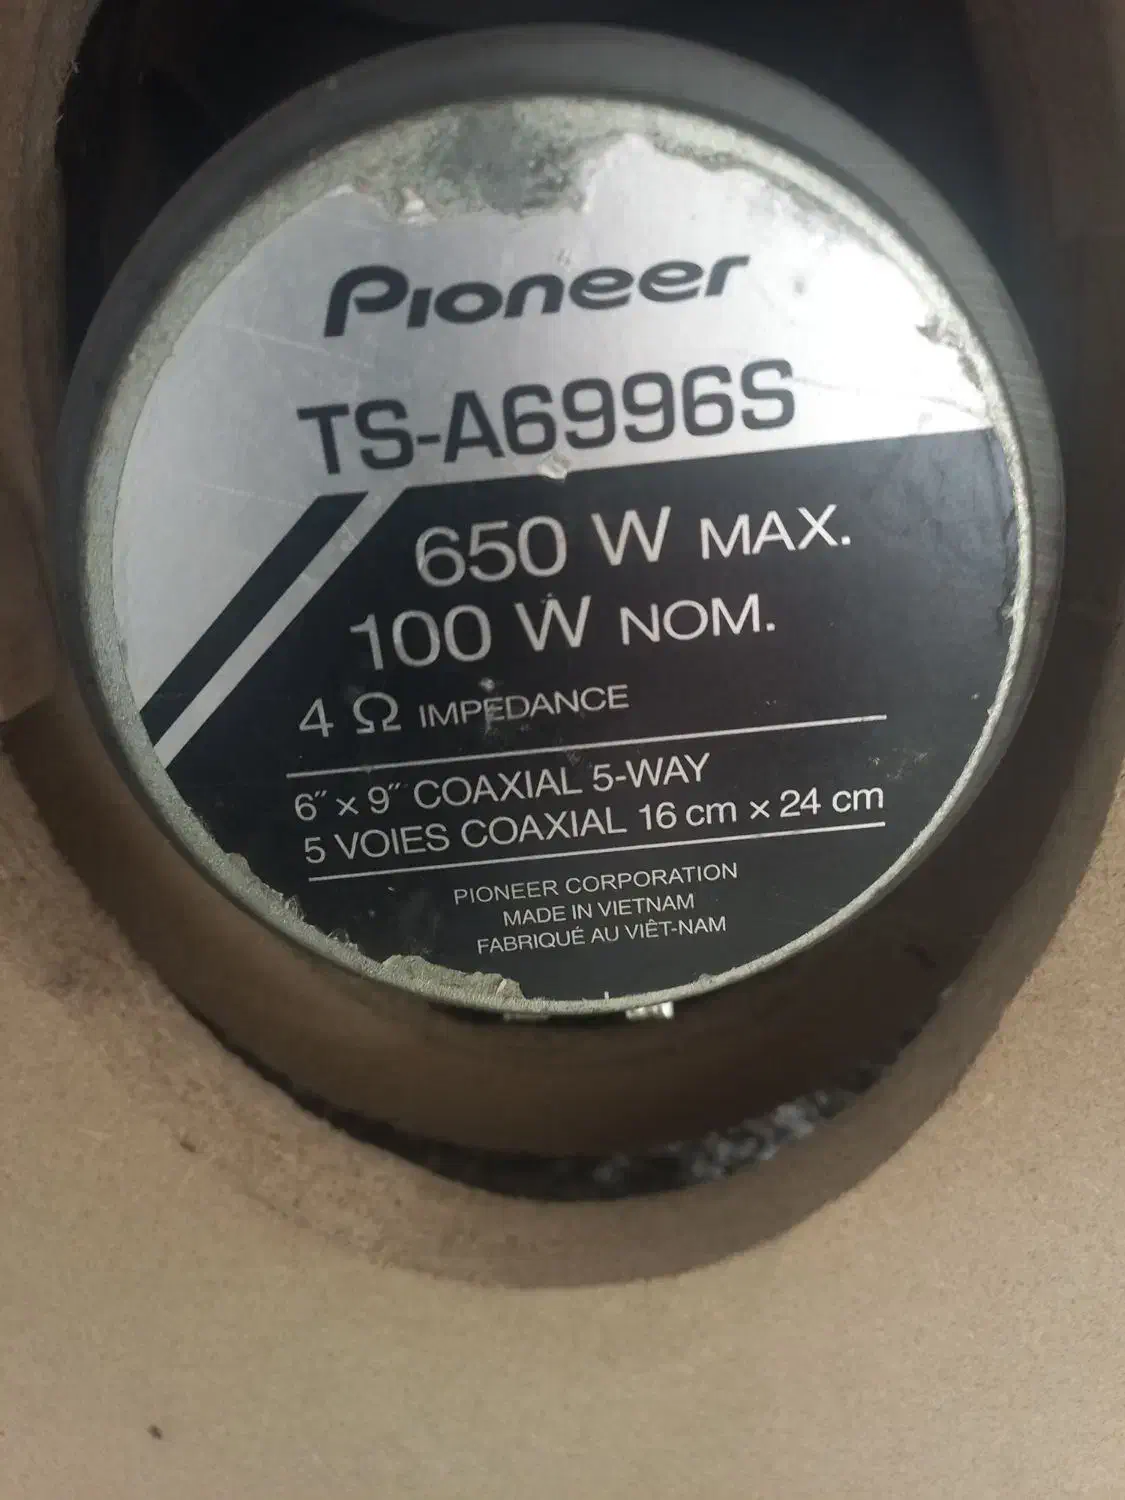 Pioneer
TS-A6996S
650 W MAX.
100 W NOM.
4 Ω IMPEDANCE
6″ x 9″ COAXIAL 5-WAY
5 VOIES COAXIAL 16 cm x 24 cm
PIONEER CORPORATION
MADE IN VIETNAM
FABRIQUÉ AU VIÊT-NAM